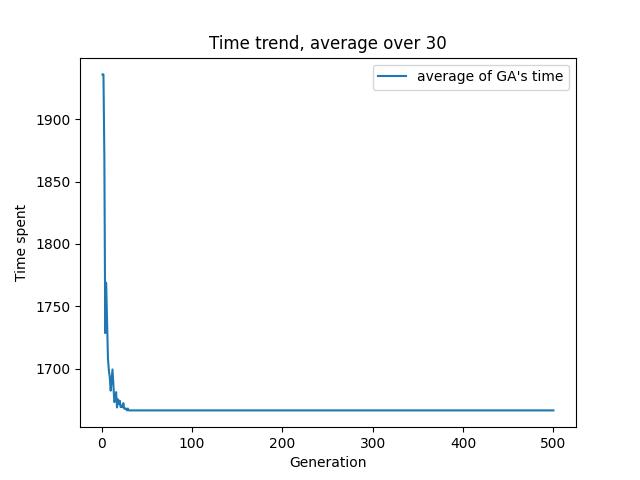 Time trend, average over 30
average of GA's time
Time spent
1900
1850
1800
1750
1700
0 100 200 300 400 500
Generation